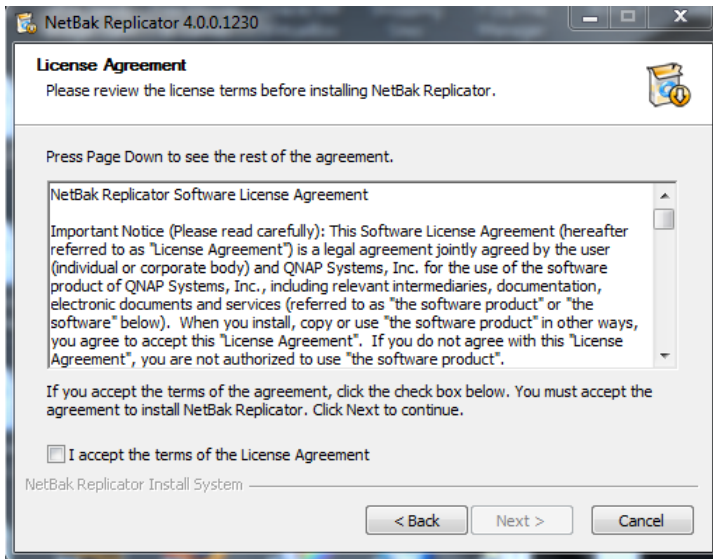 NetBak Replicator 4.0.0.1230
License Agreement
Please review the license terms before installing NetBak Replicator.
Press Page Down to see the rest of the agreement.
NetBak Replicator Software License Agreement
Important Notice (Please read carefully): This Software License Agreement (hereafter
referred to as "License Agreement") is a legal agreement jointly agreed by the user
(individual or corporate body) and QNAP Systems, Inc. for the use of the software
product of QNAP Systems, Inc., including relevant intermediaries, documentation,
electronic documents and services (referred to as "the software product" or "the
software" below).  When you install, copy or use "the software product" in other ways,
you agree to accept this "License Agreement".  If you do not agree with this "License
Agreement", you are not authorized to use "the software product".
If you accept the terms of the agreement, click the check box below. You must accept the
agreement to install NetBak Replicator. Click Next to continue.
I accept the terms of the License Agreement
NetBak Replicator Install System
< Back
Next >
Cancel